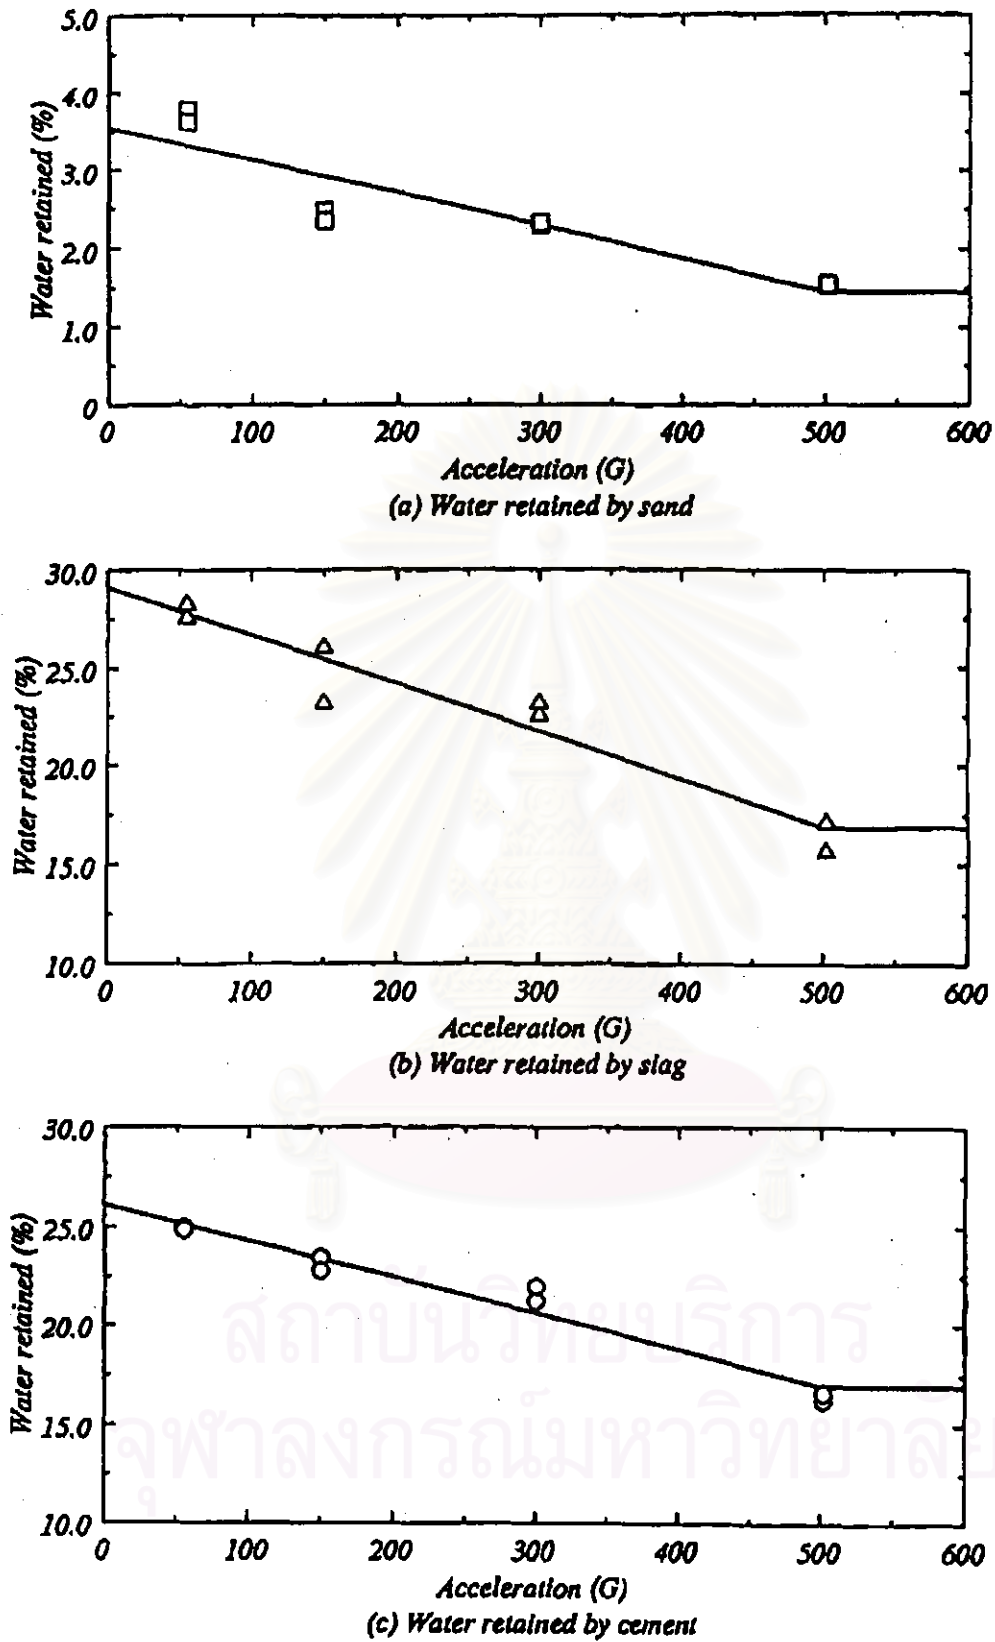 5.0
4.0
3.0
2.0
1.0
0
Water retained (%)
0 100 200 300 400 500 600
Acceleration (G)
(a) Water retained by sand
30.0
25.0
20.0
15.0
10.0
Water retained (%)
0 100 200 300 400 500 600
Acceleration (G)
(b) Water retained by slag
30.0
25.0
20.0
15.0
10.0
Water retained (%)
สถาบันวิทยบริการ
จุฬาลงกรณ์มหาวิทยาลัย
0 100 200 300 400 500 600
Acceleration (G)
(c) Water retained by cement